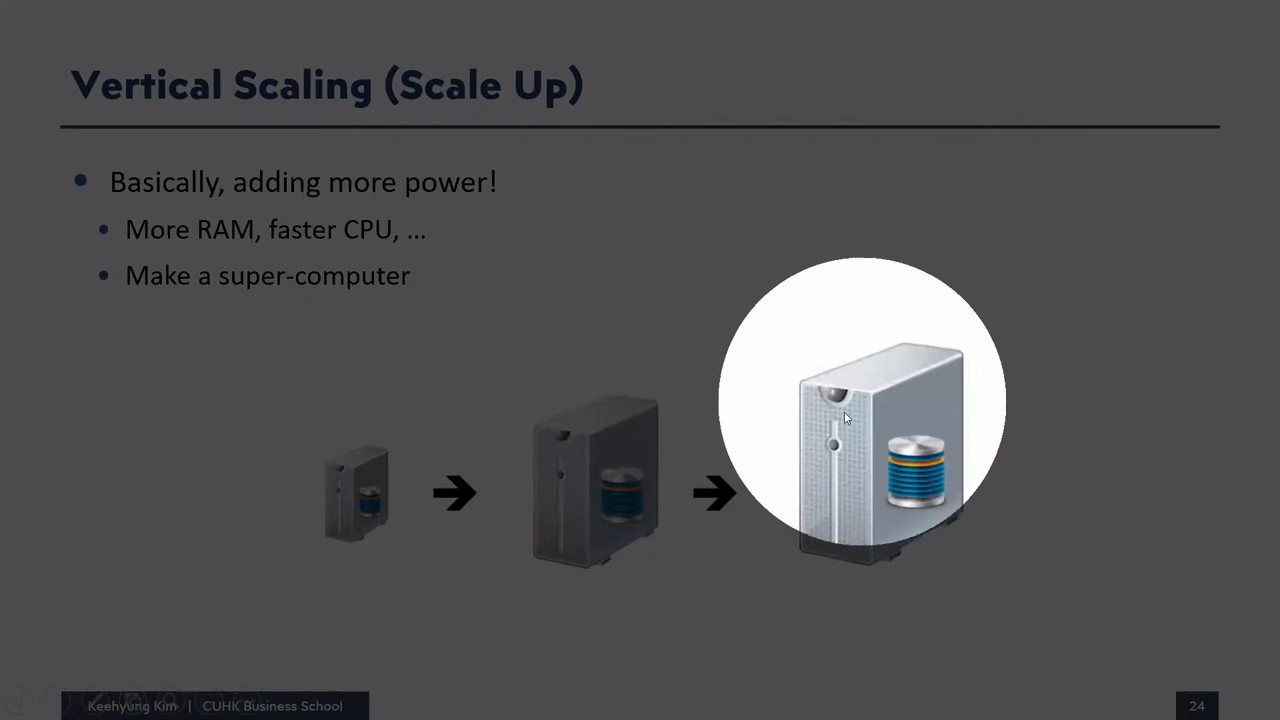 Vertical Scaling (Scale Up)
Basically, adding more power!
More RAM, faster CPU, ...
Make a super-computer
Keehyung Kim | CUHK Business School
24